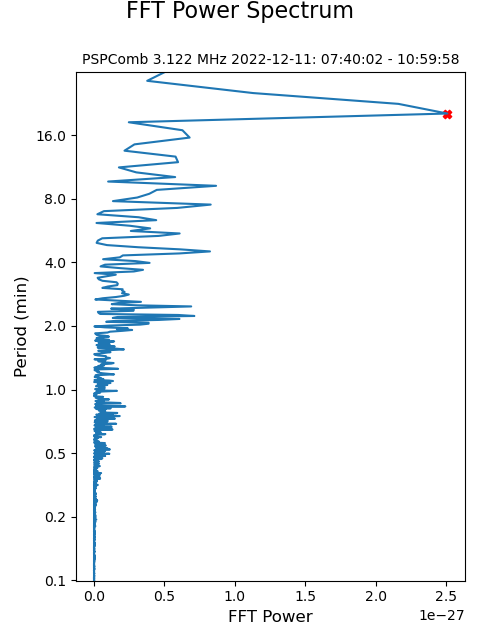 FFT Power Spectrum
PSPComb 3.122 MHz 2022-12-11: 07:40:02 - 10:59:58
16.0
8.0
4.0
2.0
1.0
0.5
0.2
0.1
Period (min)
0.0 0.5 1.0 1.5 2.0 2.5
1e−27
FFT Power